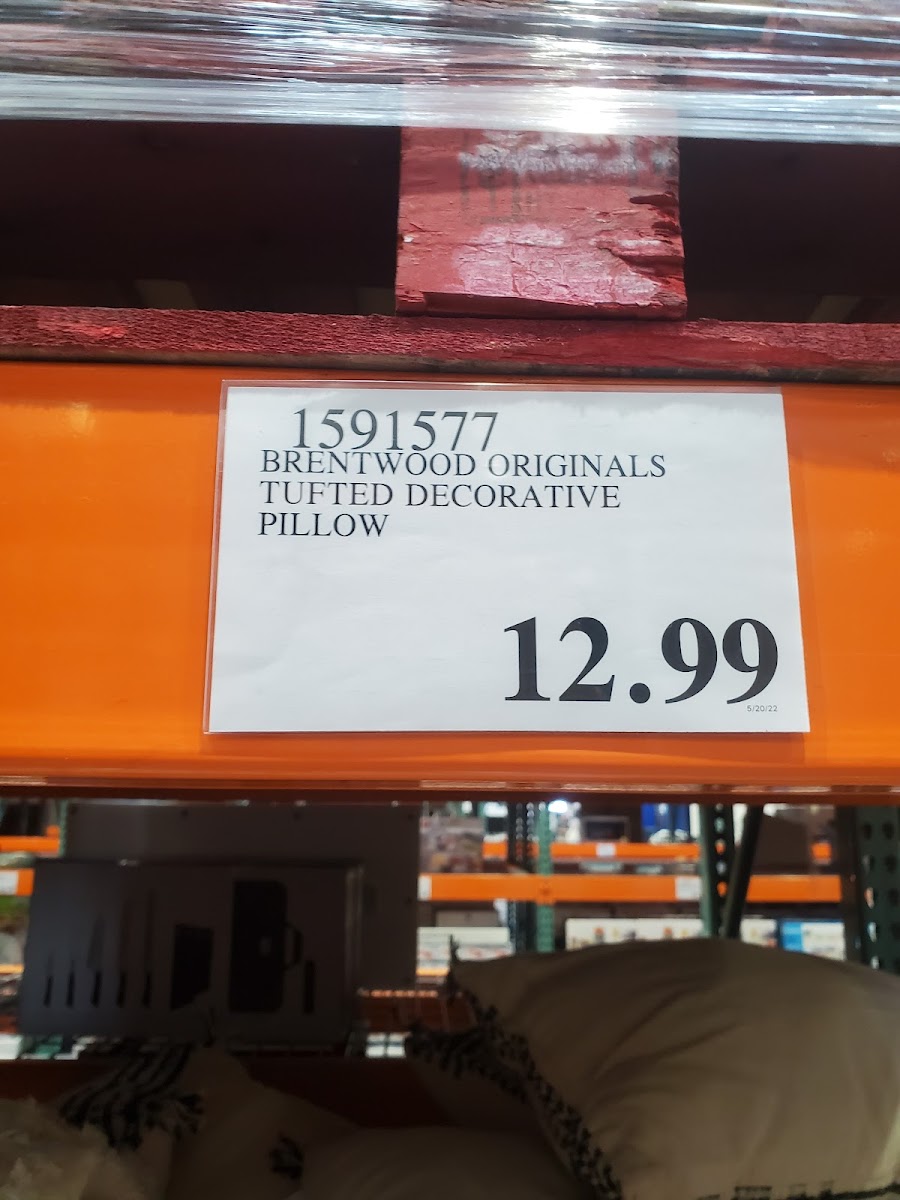 1591577
BRENTWOOD ORIGINALS
TUFTED DECORATIVE
PILLOW
12.99
5/20/22